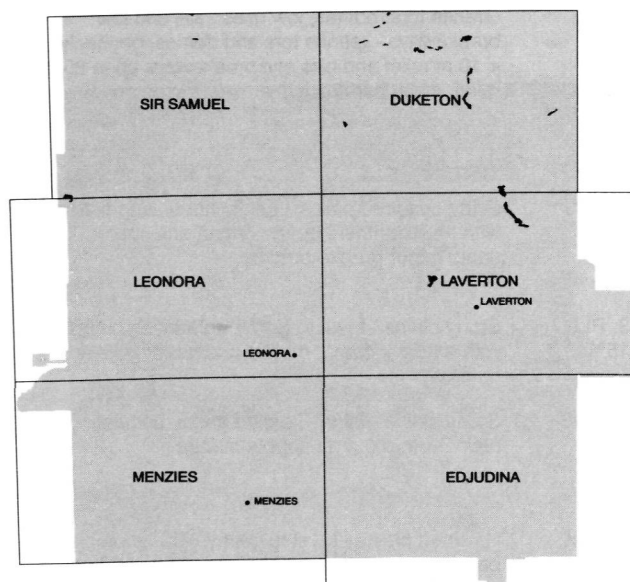 SIR SAMUEL
DUKETON
LEONORA
LAVERTON
LAVERTON
LEONORA
MENZIES
EDJUDINA
MENZIES